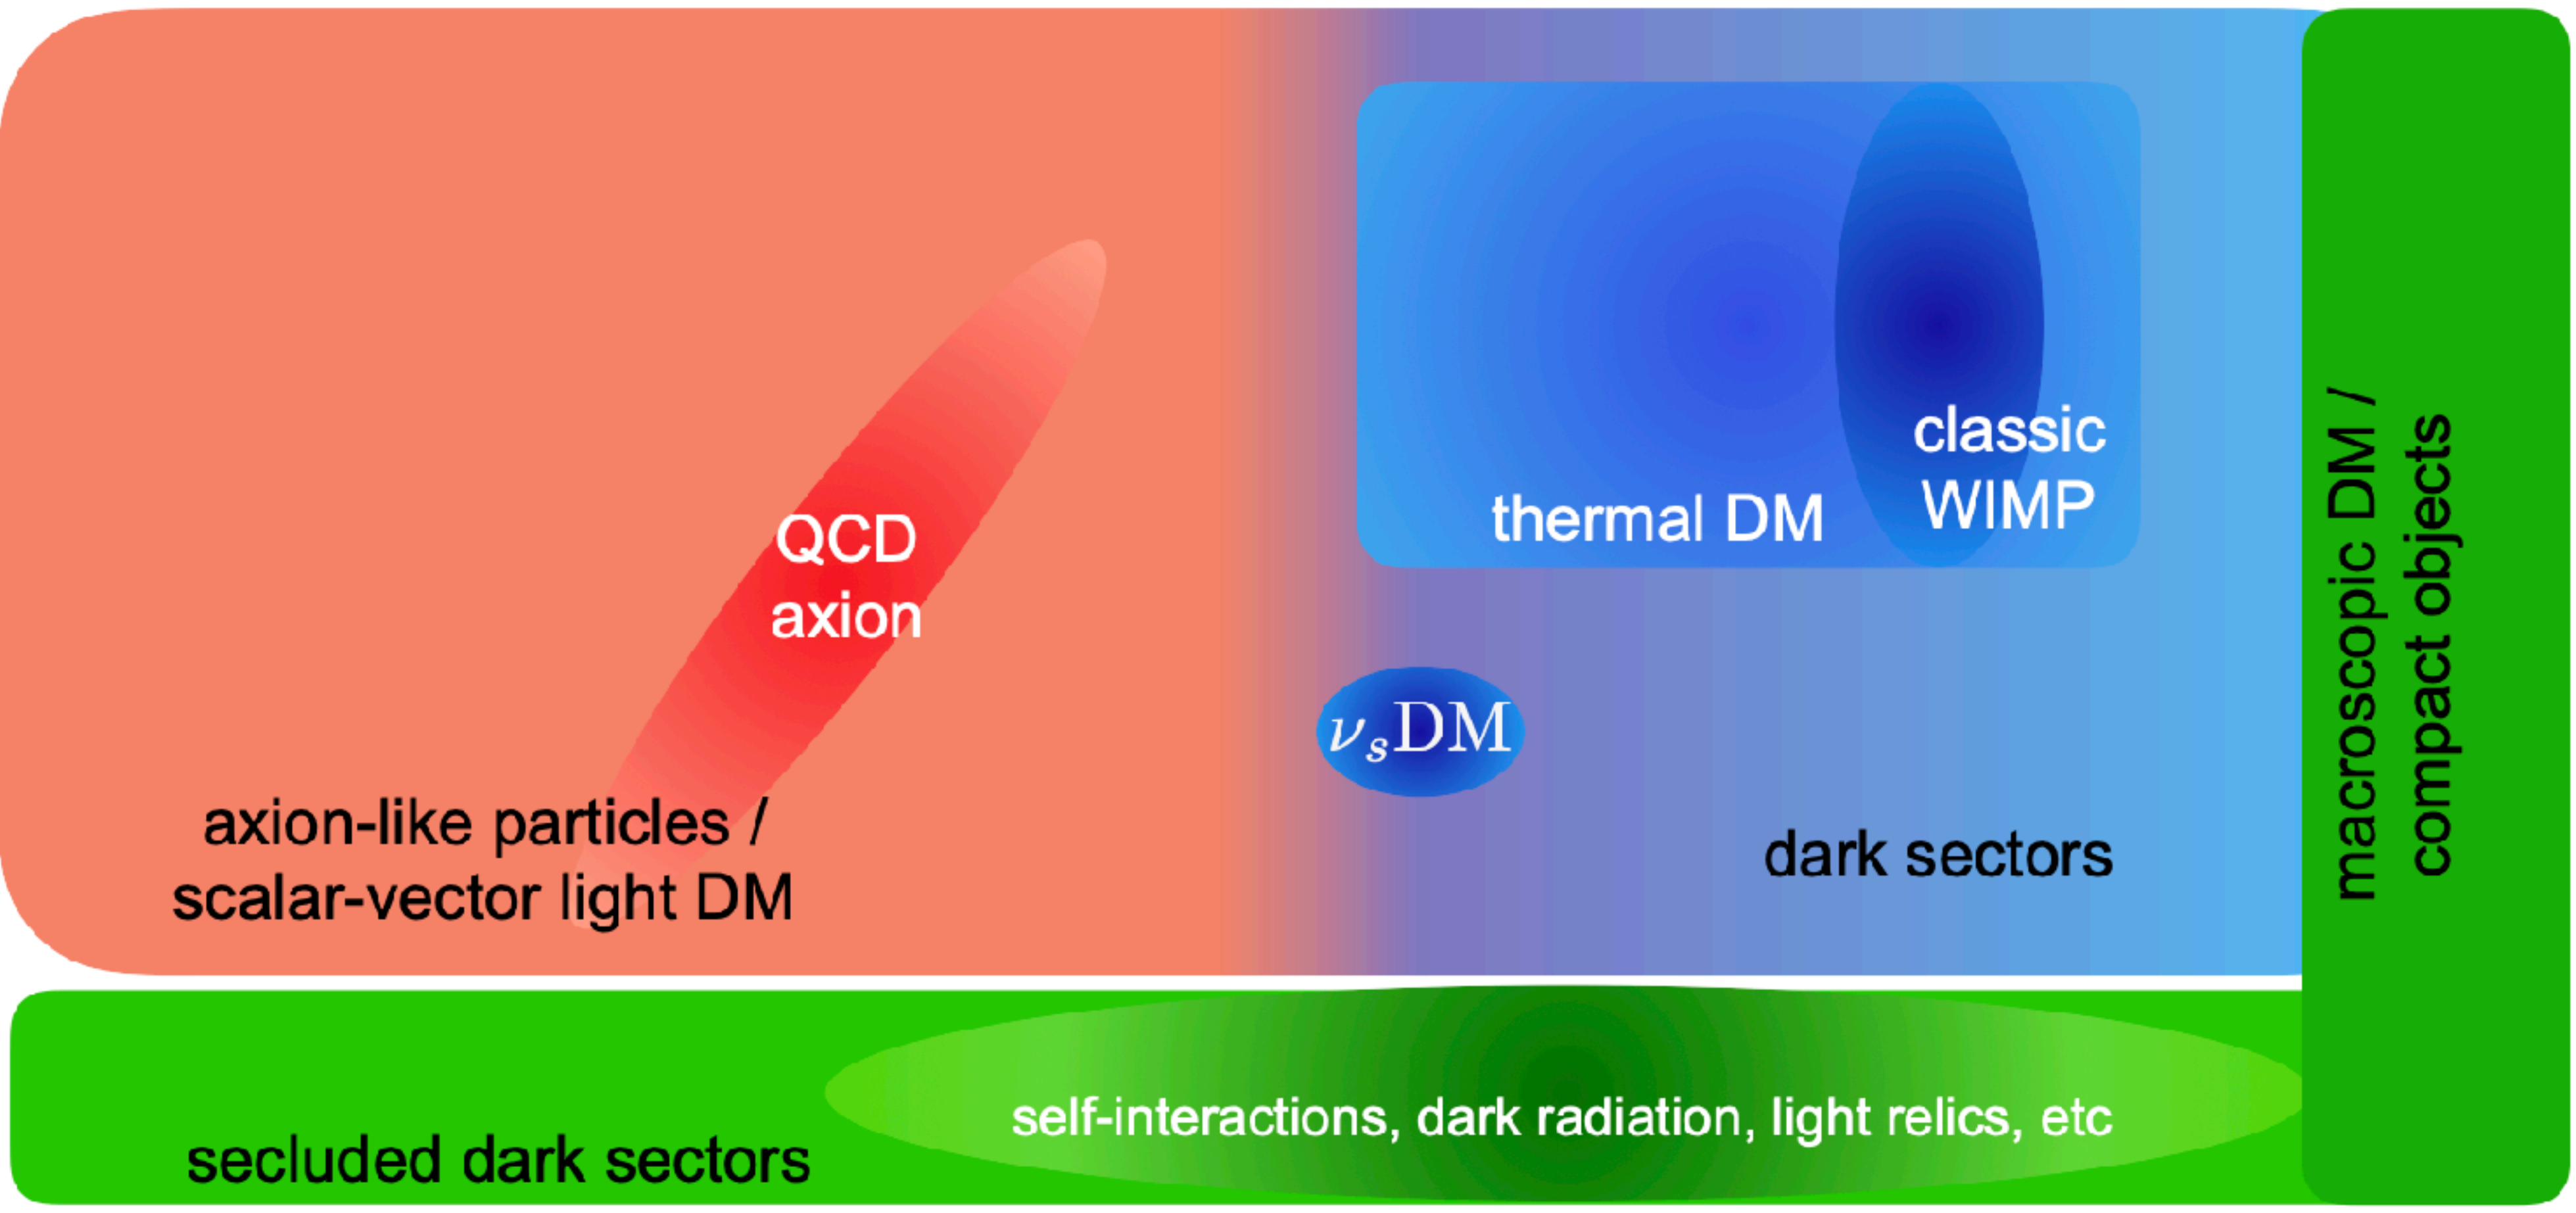 classic
WIMP
thermal DM
QCD
axion
νₛDM
axion-like particles /
scalar-vector light DM
dark sectors
macroscopic DM /
compact objects
self-interactions, dark radiation, light relics, etc
secluded dark sectors